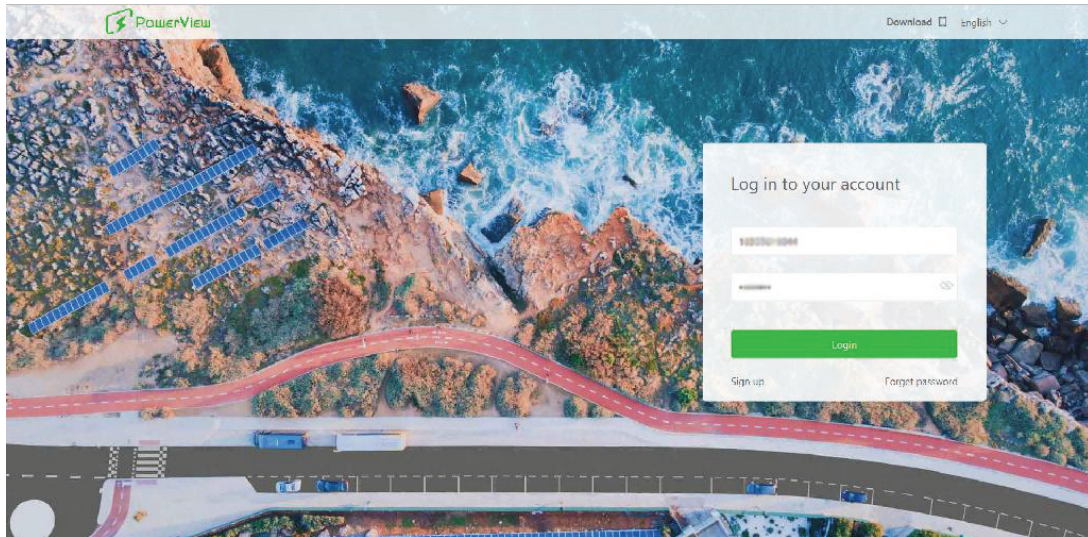 PowerView
Download English
Log in to your account
Login
Sign up Forget password